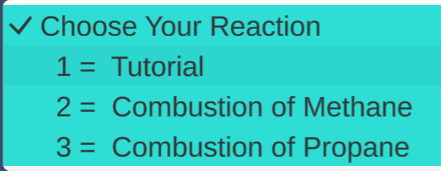 ✓ Choose Your Reaction
1 = Tutorial
2 = Combustion of Methane
3 = Combustion of Propane